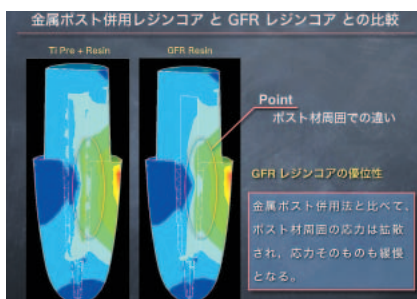 金属ポスト併用レジンコア と GFR レジンコア との比較
Ti Pre + Resin
GFR Resin
Point
ポスト材周囲での違い
GFR レジンコアの優位性
金属ポスト併用法と比べて、
ポスト材周囲の応力は拡散
され、応力そのものも緩慢
となる。